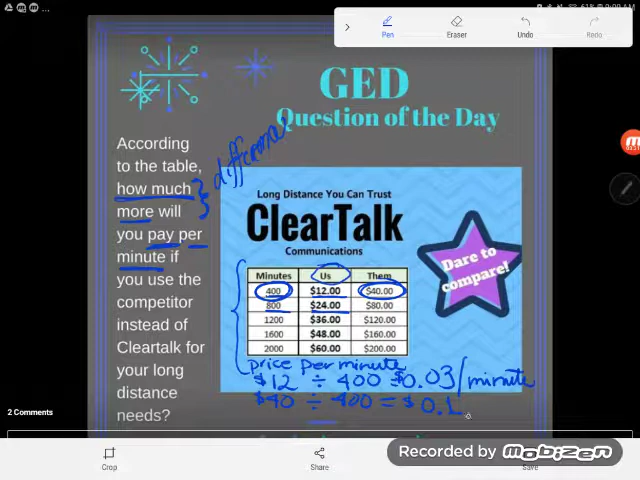 61% 9:09 AM
Pen
Eraser
Undo
Redo
GED
Question of the Day
difference
According
to the table,
how much
more will
you pay per
minute if
you use the
competitor
instead of
Cleartalk for
your long
distance
needs?
Long Distance You Can Trust
ClearTalk
Communications
Dare to
compare!
Minutes Us Them
400 $12.00 $40.00
800 $24.00 $80.00
1200 $36.00 $120.00
1600 $48.00 $160.00
2000 $60.00 $200.00
price per minute
$12 ÷ 400 = $0.03/minute
$40 ÷ 400 = $0.1
2 Comments
Crop
Share
Save
Recorded by Mobizen